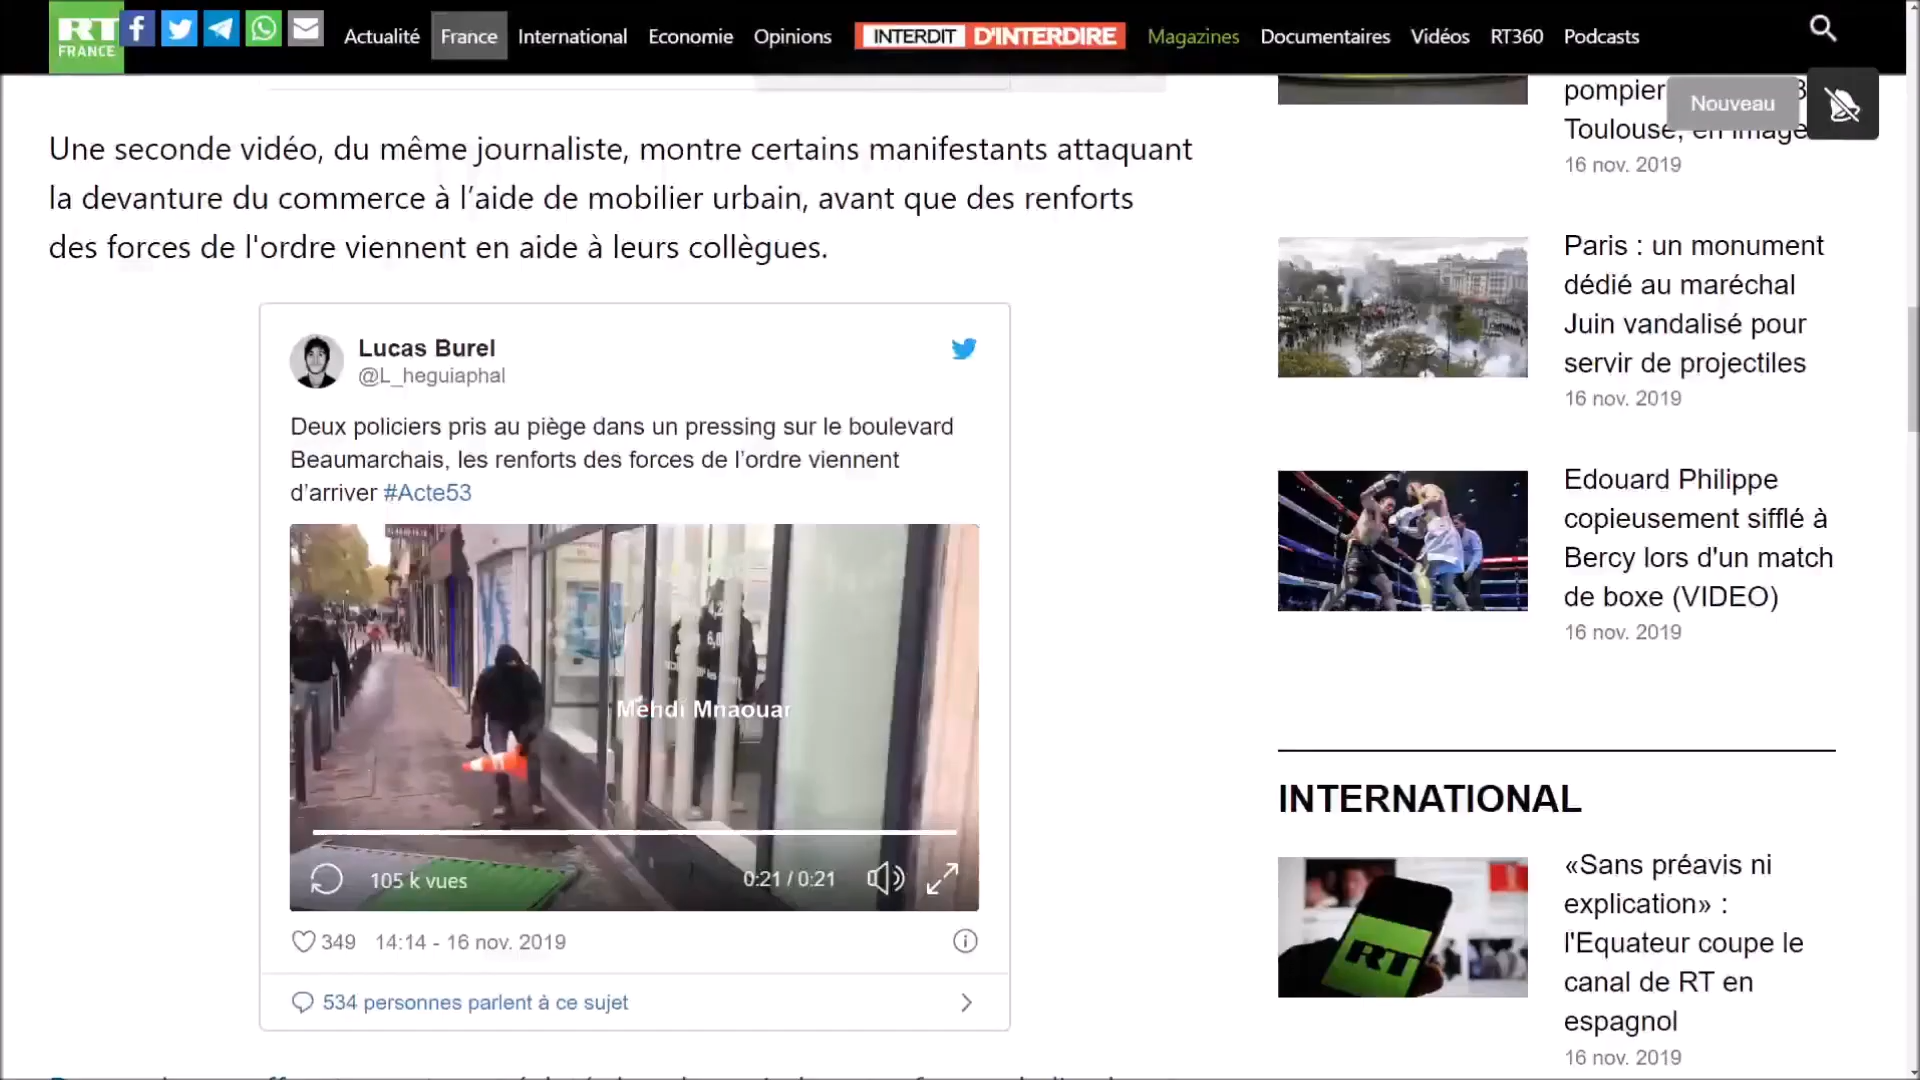 RT
FRANCE
Actualité
France
International
Economie
Opinions
INTERDIT D'INTERDIRE
Magazines
Documentaires
Vidéos
RT360
Podcasts
Nouveau
Une seconde vidéo, du même journaliste, montre certains manifestants attaquant
la devanture du commerce à l’aide de mobilier urbain, avant que des renforts
des forces de l'ordre viennent en aide à leurs collègues.
Lucas Burel
@L_heguiaphal
Deux policiers pris au piège dans un pressing sur le boulevard
Beaumarchais, les renforts des forces de l’ordre viennent
d’arriver #Acte53
Mehdi Mnaouar
105 k vues
0:21 / 0:21
349
14:14 - 16 nov. 2019
534 personnes parlent à ce sujet
pompier
Toulouse, en image
16 nov. 2019
Paris : un monument
dédié au maréchal
Juin vandalisé pour
servir de projectiles
16 nov. 2019
Edouard Philippe
copieusement sifflé à
Bercy lors d'un match
de boxe (VIDEO)
16 nov. 2019
INTERNATIONAL
RT
«Sans préavis ni
explication» :
l'Equateur coupe le
canal de RT en
espagnol
16 nov. 2019